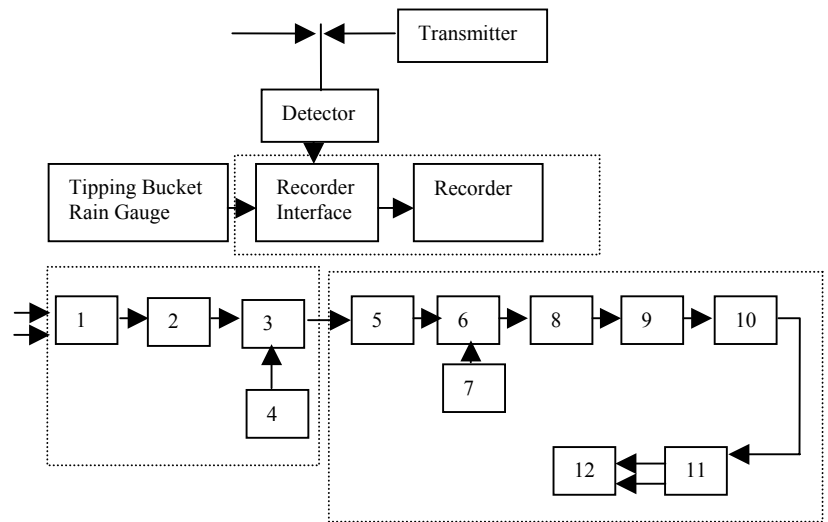 Transmitter
Detector
Tipping Bucket
Rain Gauge
Recorder
Interface
Recorder
1
2
3
4
5
6
7
8
9
10
11
12